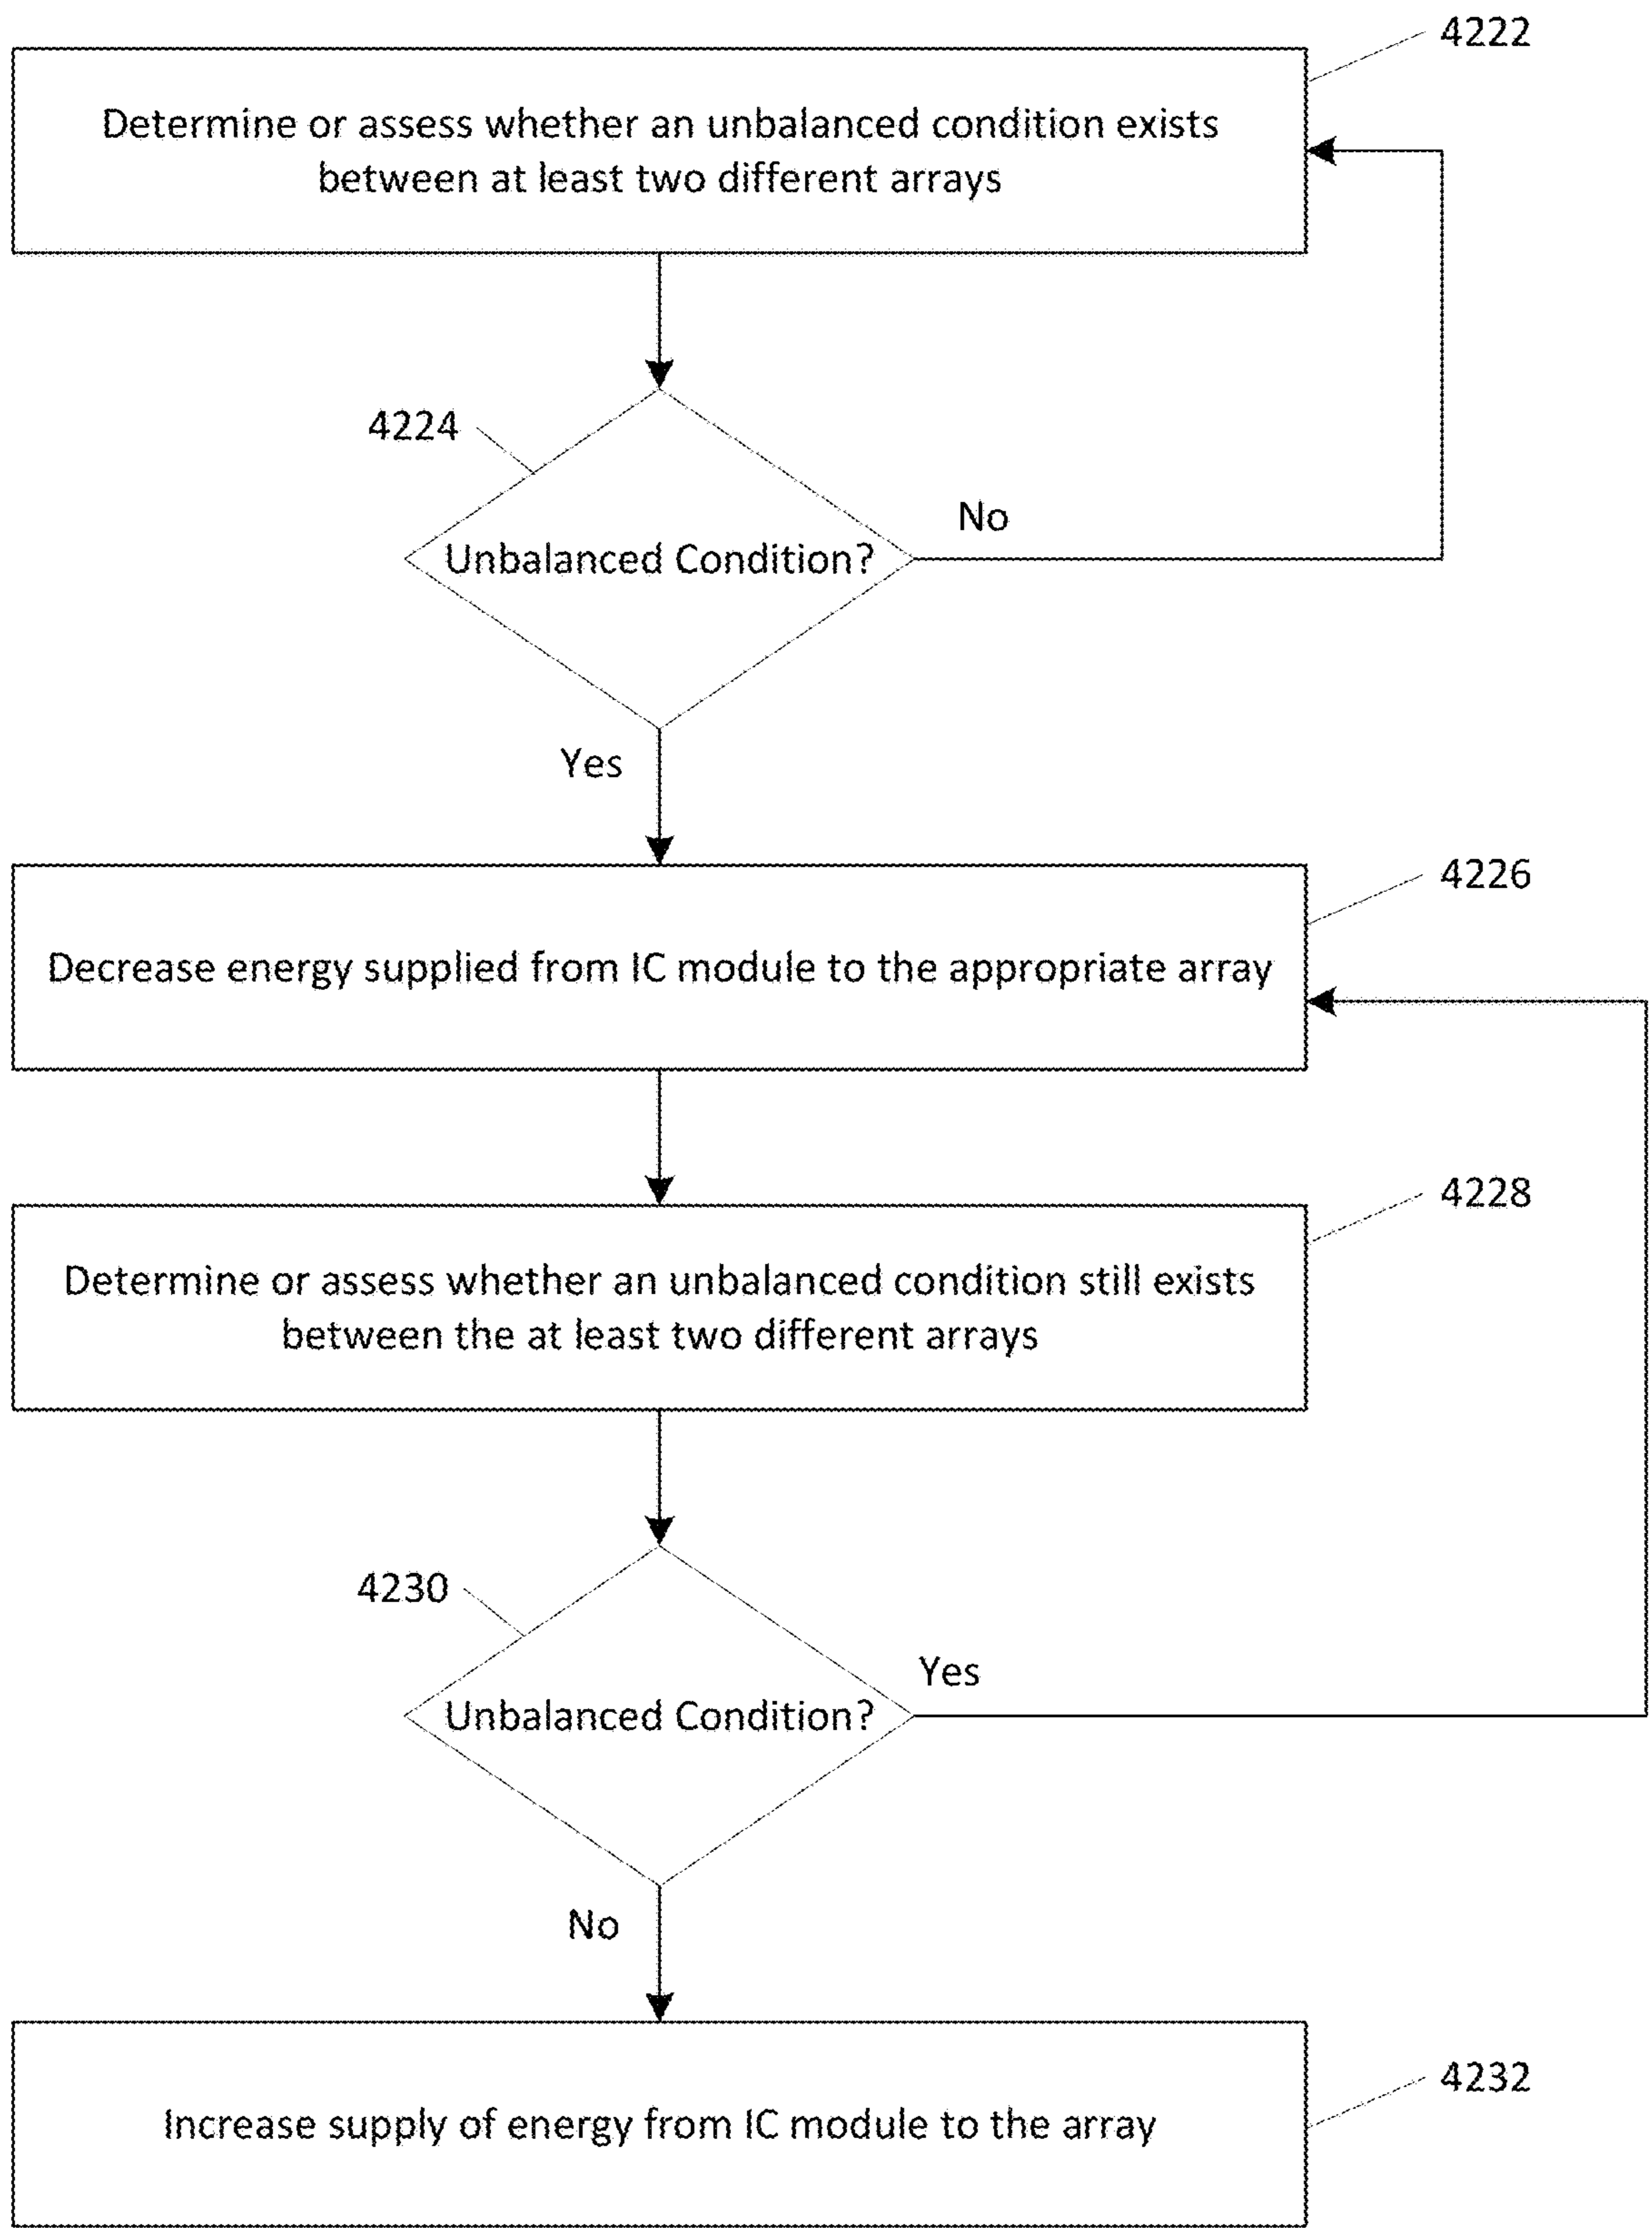 4222
Determine or assess whether an unbalanced condition exists
between at least two different arrays
4224
No
Unbalanced Condition?
Yes
4226
Decrease energy supplied from IC module to the appropriate array
4228
Determine or assess whether an unbalanced condition still exists
between the at least two different arrays
4230
Yes
Unbalanced Condition?
No
4232
Increase supply of energy from IC module to the array